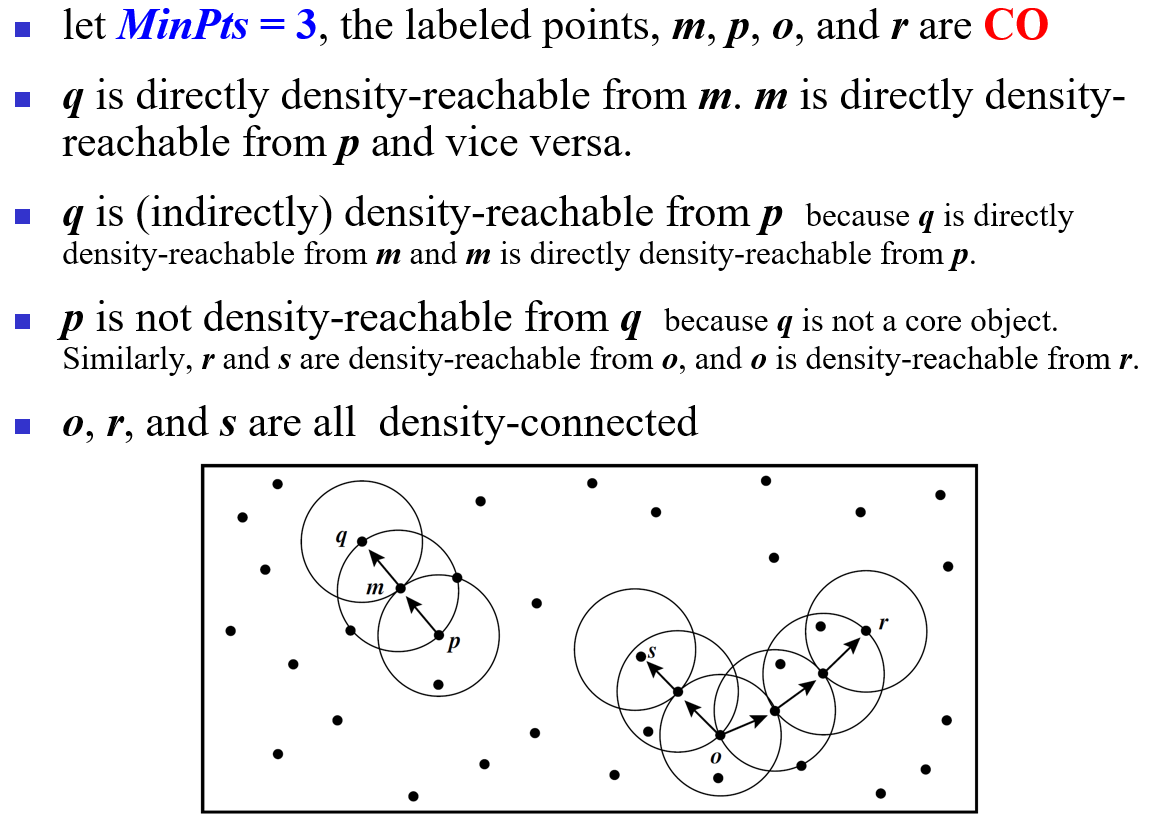 let MinPts = 3, the labeled points, m, p, o, and r are CO
q is directly density-reachable from m. m is directly density-
reachable from p and vice versa.
q is (indirectly) density-reachable from p because q is directly
density-reachable from m and m is directly density-reachable from p.
p is not density-reachable from q because q is not a core object.
Similarly, r and s are density-reachable from o, and o is density-reachable from r.
o, r, and s are all density-connected
q
m
p
s
r
o